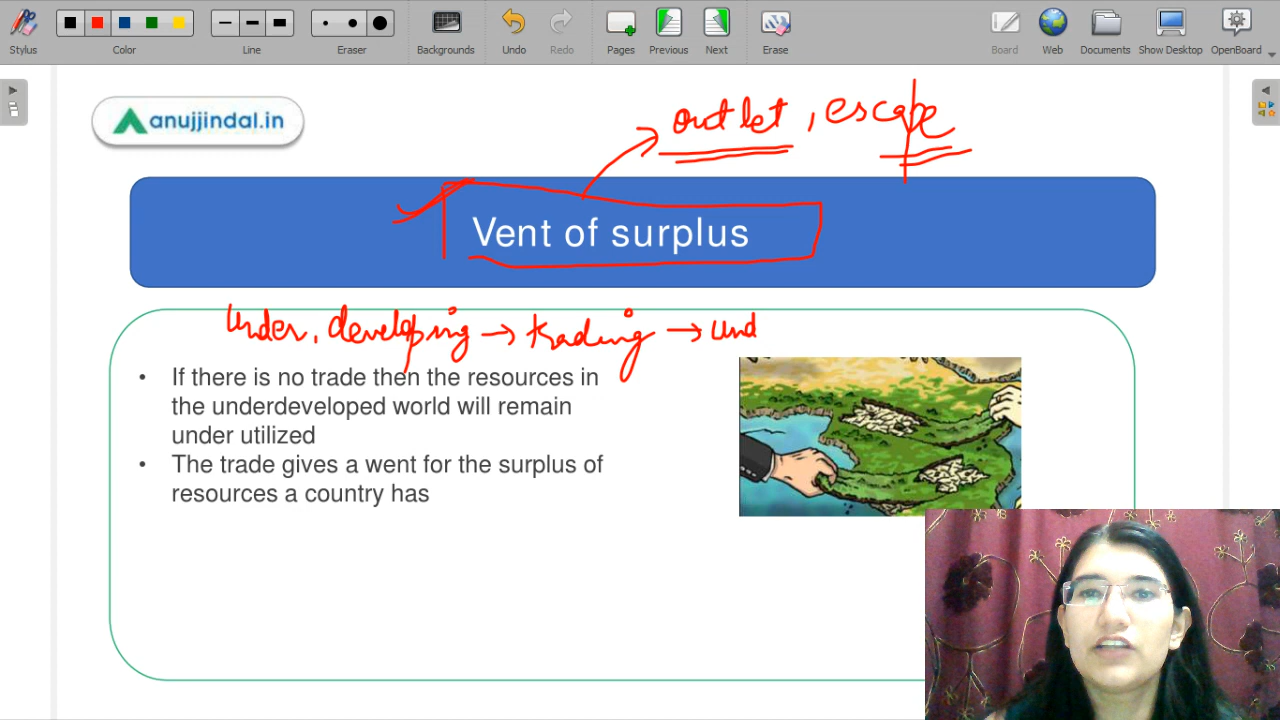 Stylus
Color
Line
Eraser
Backgrounds
Undo
Redo
Pages
Previous
Next
Erase
Board
Web
Documents
Show Desktop
OpenBoard
anujjindal.in
outlet, escape
Vent of surplus
Under, developing → trading → und
• If there is no trade then the resources in
the underdeveloped world will remain
under utilized
• The trade gives a went for the surplus of
resources a country has